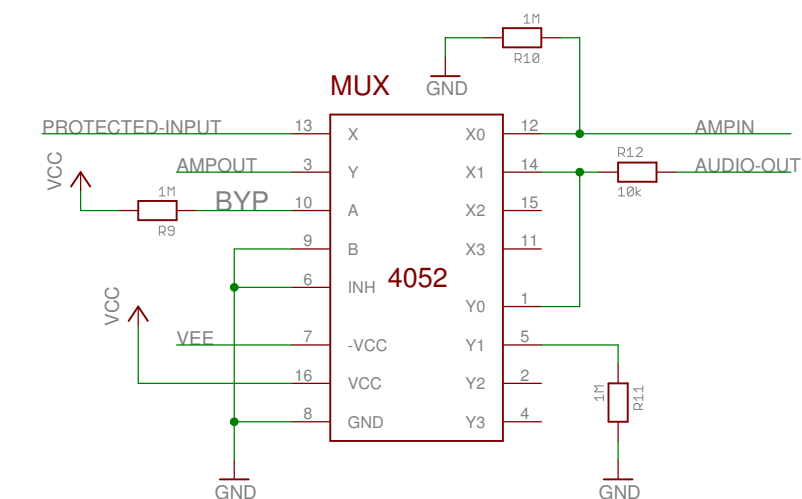 1M
R10
GND
MUX
PROTECTED-INPUT 13 X X0 12 AMPIN
VCC AMPOUT 3 Y X1 14 R12 10k AUDIO-OUT
1M R9 BYP 10 A X2 15
9 B X3 11
4052
6 INH Y0 1
VCC
VEE 7 -VCC Y1 5
16 VCC Y2 2
1M R11
8 GND Y3 4
GND GND